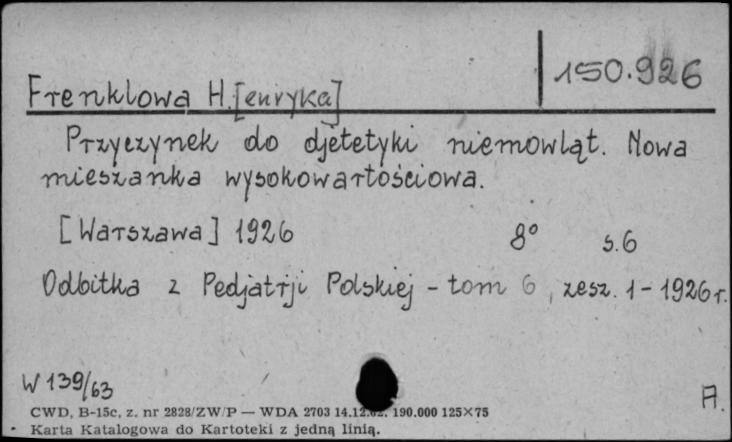 150.926
Frenklowa H.[enryka]
Przyczynek do djetetyki niemowląt. Nowa
mieszanka wysokowartościowa.
[Warszawa] 1926 8° s.6
Odbitka z Pedjatrji Polskiej - tom 6, zesz. 1 - 1926 r.
W 139/63
A.
CWD, B-15c, z. nr 2828/ZW/P — WDA 2703 14.12.62. 190.000 125×75
Karta Katalogowa do Kartoteki z jedną linią.